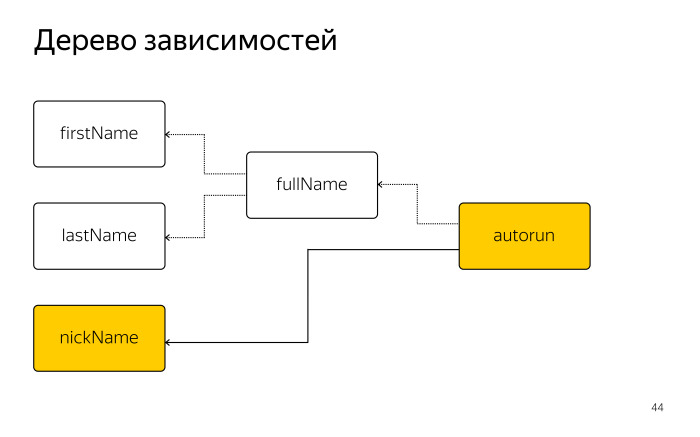 Дерево зависимостей
firstName
fullName
lastName
autorun
nickName
44